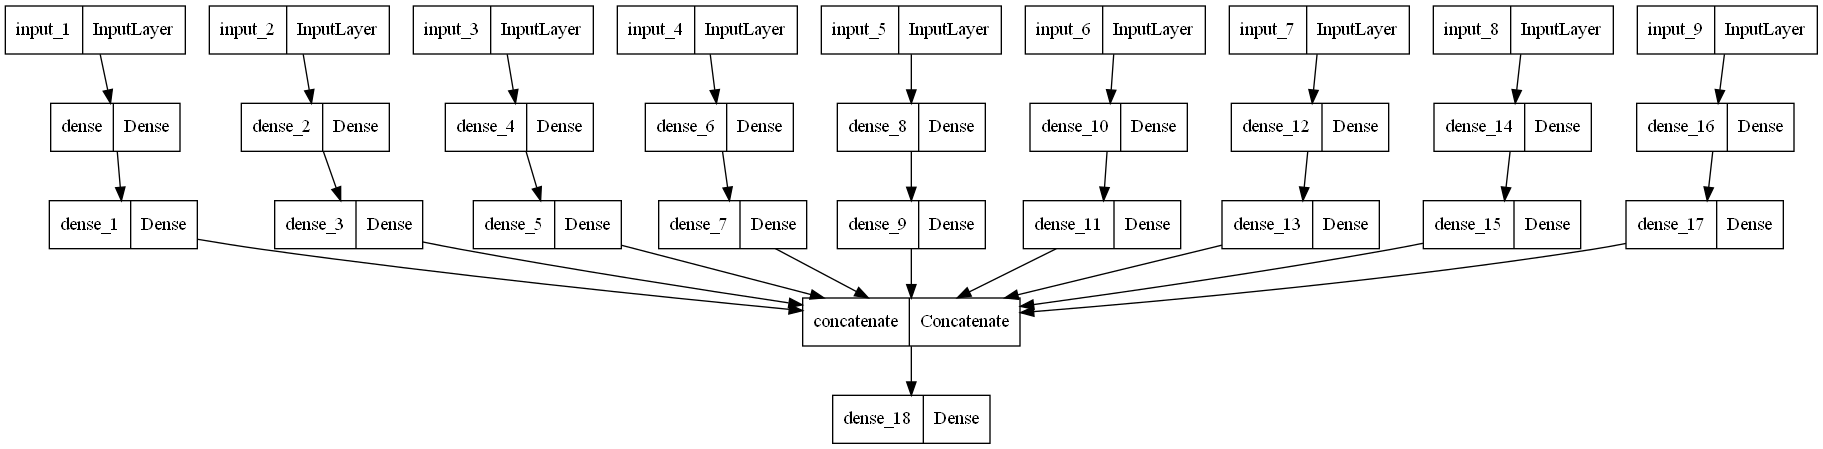 input_1 InputLayer input_2 InputLayer input_3 InputLayer input_4 InputLayer input_5 InputLayer input_6 InputLayer input_7 InputLayer input_8 InputLayer input_9 InputLayer
dense Dense dense_2 Dense dense_4 Dense dense_6 Dense dense_8 Dense dense_10 Dense dense_12 Dense dense_14 Dense dense_16 Dense
dense_1 Dense dense_3 Dense dense_5 Dense dense_7 Dense dense_9 Dense dense_11 Dense dense_13 Dense dense_15 Dense dense_17 Dense
concatenate Concatenate
dense_18 Dense